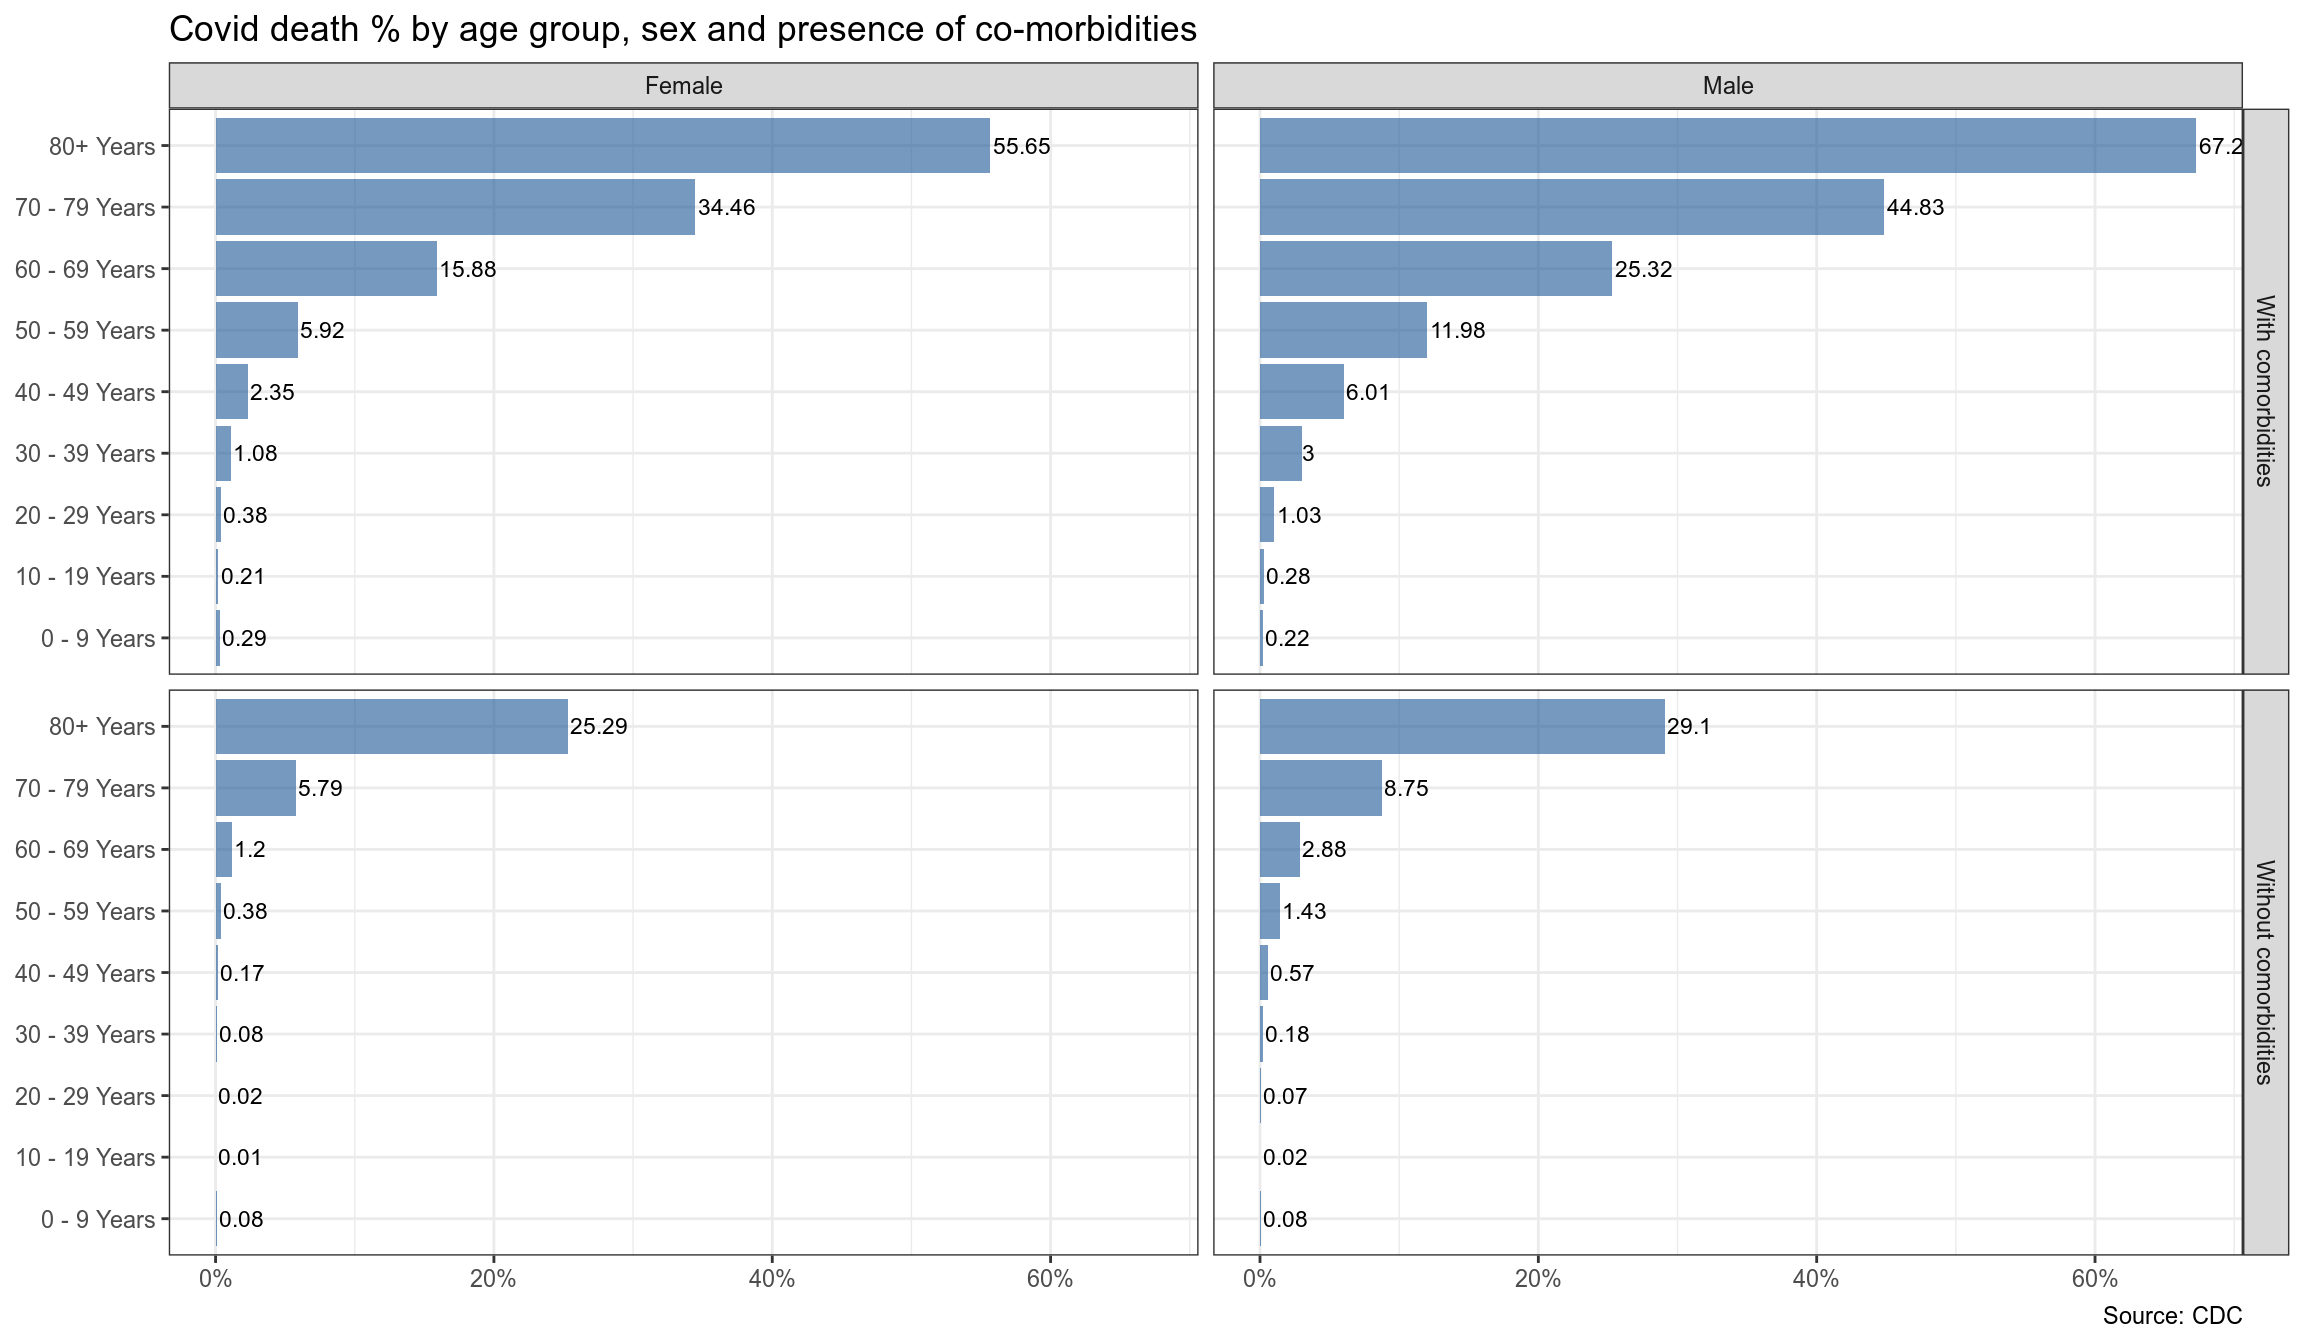 Covid death % by age group, sex and presence of co-morbidities
Female
Male
80+ Years 55.65 67.2
70 - 79 Years 34.46 44.83
60 - 69 Years 15.88 25.32
50 - 59 Years 5.92 11.98
40 - 49 Years 2.35 6.01
30 - 39 Years 1.08 3
20 - 29 Years 0.38 1.03
10 - 19 Years 0.21 0.28
0 - 9 Years 0.29 0.22
With comorbidities
80+ Years 25.29 29.1
70 - 79 Years 5.79 8.75
60 - 69 Years 1.2 2.88
50 - 59 Years 0.38 1.43
40 - 49 Years 0.17 0.57
30 - 39 Years 0.08 0.18
20 - 29 Years 0.02 0.07
10 - 19 Years 0.01 0.02
0 - 9 Years 0.08 0.08
Without comorbidities
0% 20% 40% 60% 0% 20% 40% 60%
Source: CDC